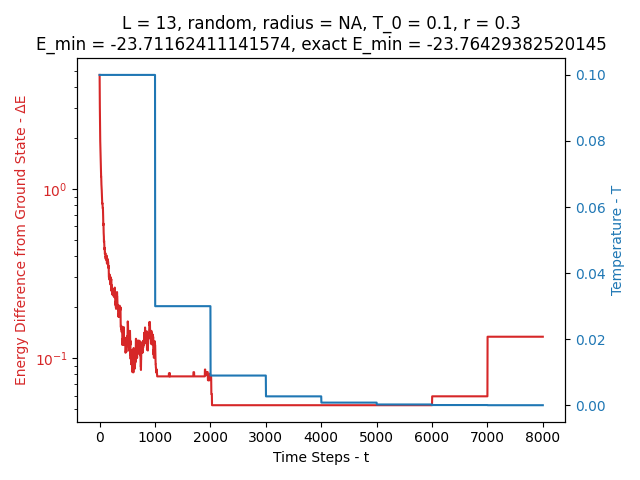 L = 13, random, radius = NA, T_0 = 0.1, r = 0.3
E_min = -23.71162411141574, exact E_min = -23.76429382520145
Energy Difference from Ground State - ΔE
10⁰
10⁻¹
0.10
0.08
0.06
0.04
0.02
0.00
Temperature - T
0 1000 2000 3000 4000 5000 6000 7000 8000
Time Steps - t